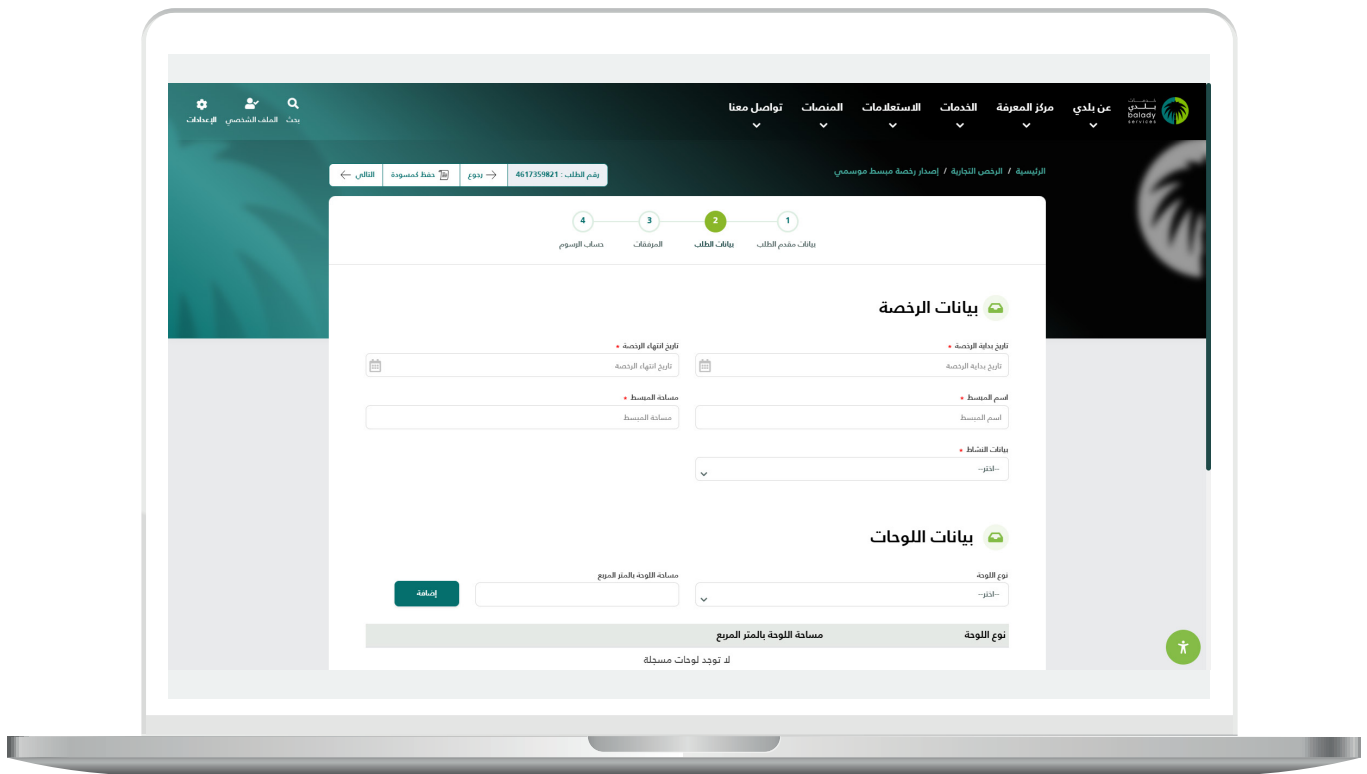 خدمات
بلدي
balady
services
عن بلدي
مركز المعرفة
الخدمات
الاستعلامات
المنصات
تواصل معنا
بحث
الملف الشخصي
الإعدادات
الرئيسية / الرخص التجارية / إصدار رخصة مبسط موسمي
رقم الطلب : 4617359821
رجوع
حفظ كمسودة
التالي
1
2
3
4
بيانات مقدم الطلب
بيانات الطلب
المرفقات
حساب الرسوم
بيانات الرخصة
تاريخ بداية الرخصة *
تاريخ انتهاء الرخصة *
تاريخ بداية الرخصة
تاريخ انتهاء الرخصة
اسم المبسط *
مساحة المبسط *
اسم المبسط
مساحة المبسط
بيانات النشاط *
--اختر--
بيانات اللوحات
نوع اللوحة
مساحة اللوحة بالمتر المربع
--اختر--
إضافة
نوع اللوحة
مساحة اللوحة بالمتر المربع
لا توجد لوحات مسجلة